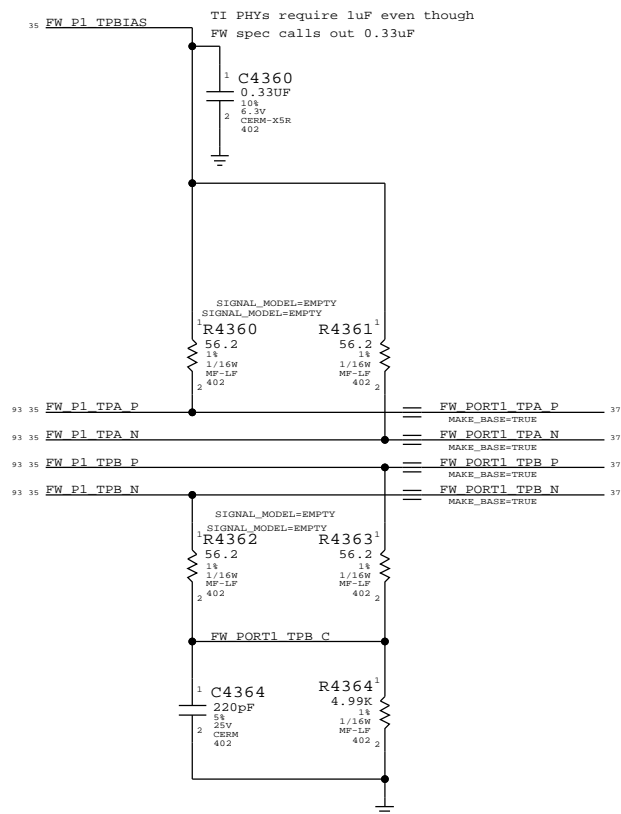 TI PHYs require 1uF even though
35 FW_P1_TPBIAS
FW spec calls out 0.33uF
1 C4360
0.33UF
10%
6.3V
2 CERM-X5R
402
SIGNAL_MODEL=EMPTY
SIGNAL_MODEL=EMPTY
1 R4360 R4361 1
56.2 56.2
1% 1%
1/16W 1/16W
MF-LF MF-LF
402 402
2 2
93 35 FW_P1_TPA_P FW_PORT1_TPA_P 37
MAKE_BASE=TRUE
93 35 FW_P1_TPA_N FW_PORT1_TPA_N 37
MAKE_BASE=TRUE
93 35 FW_P1_TPB_P FW_PORT1_TPB_P 37
MAKE_BASE=TRUE
93 35 FW_P1_TPB_N FW_PORT1_TPB_N 37
MAKE_BASE=TRUE
SIGNAL_MODEL=EMPTY
SIGNAL_MODEL=EMPTY
1 R4362 R4363 1
56.2 56.2
1% 1%
1/16W 1/16W
MF-LF MF-LF
402 402
2 2
FW_PORT1_TPB_C
1 C4364 R4364 1
220pF 4.99K
5% 1%
25V 1/16W
2 CERM MF-LF
402 402
2